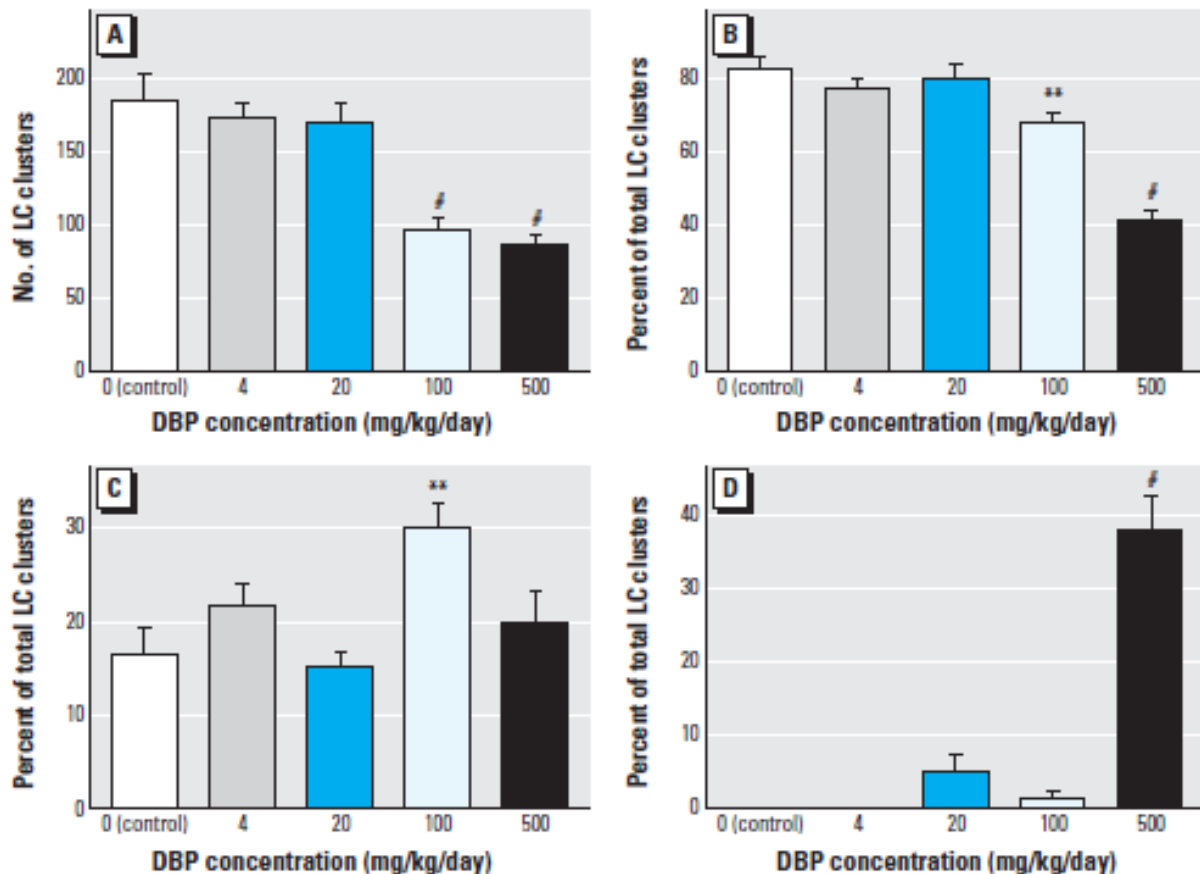 A
No. of LC clusters
200
150
100
50
0
#
#
0 (control) 4 20 100 500
DBP concentration (mg/kg/day)
B
Percent of total LC clusters
80
60
40
20
0
**
#
0 (control) 4 20 100 500
DBP concentration (mg/kg/day)
C
Percent of total LC clusters
30
20
10
0
**
0 (control) 4 20 100 500
DBP concentration (mg/kg/day)
D
Percent of total LC clusters
40
30
20
10
0
#
0 (control) 4 20 100 500
DBP concentration (mg/kg/day)